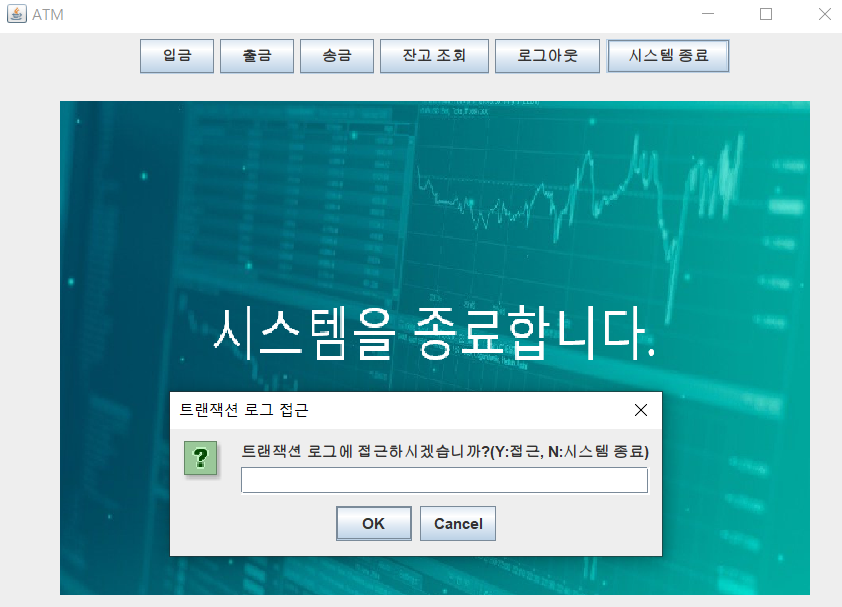 ATM
입금 출금 송금 잔고 조회 로그아웃 시스템 종료
시스템을 종료합니다.
트랜잭션 로그 접근
트랜잭션 로그에 접근하시겠습니까?(Y:접근, N:시스템 종료)
OK Cancel